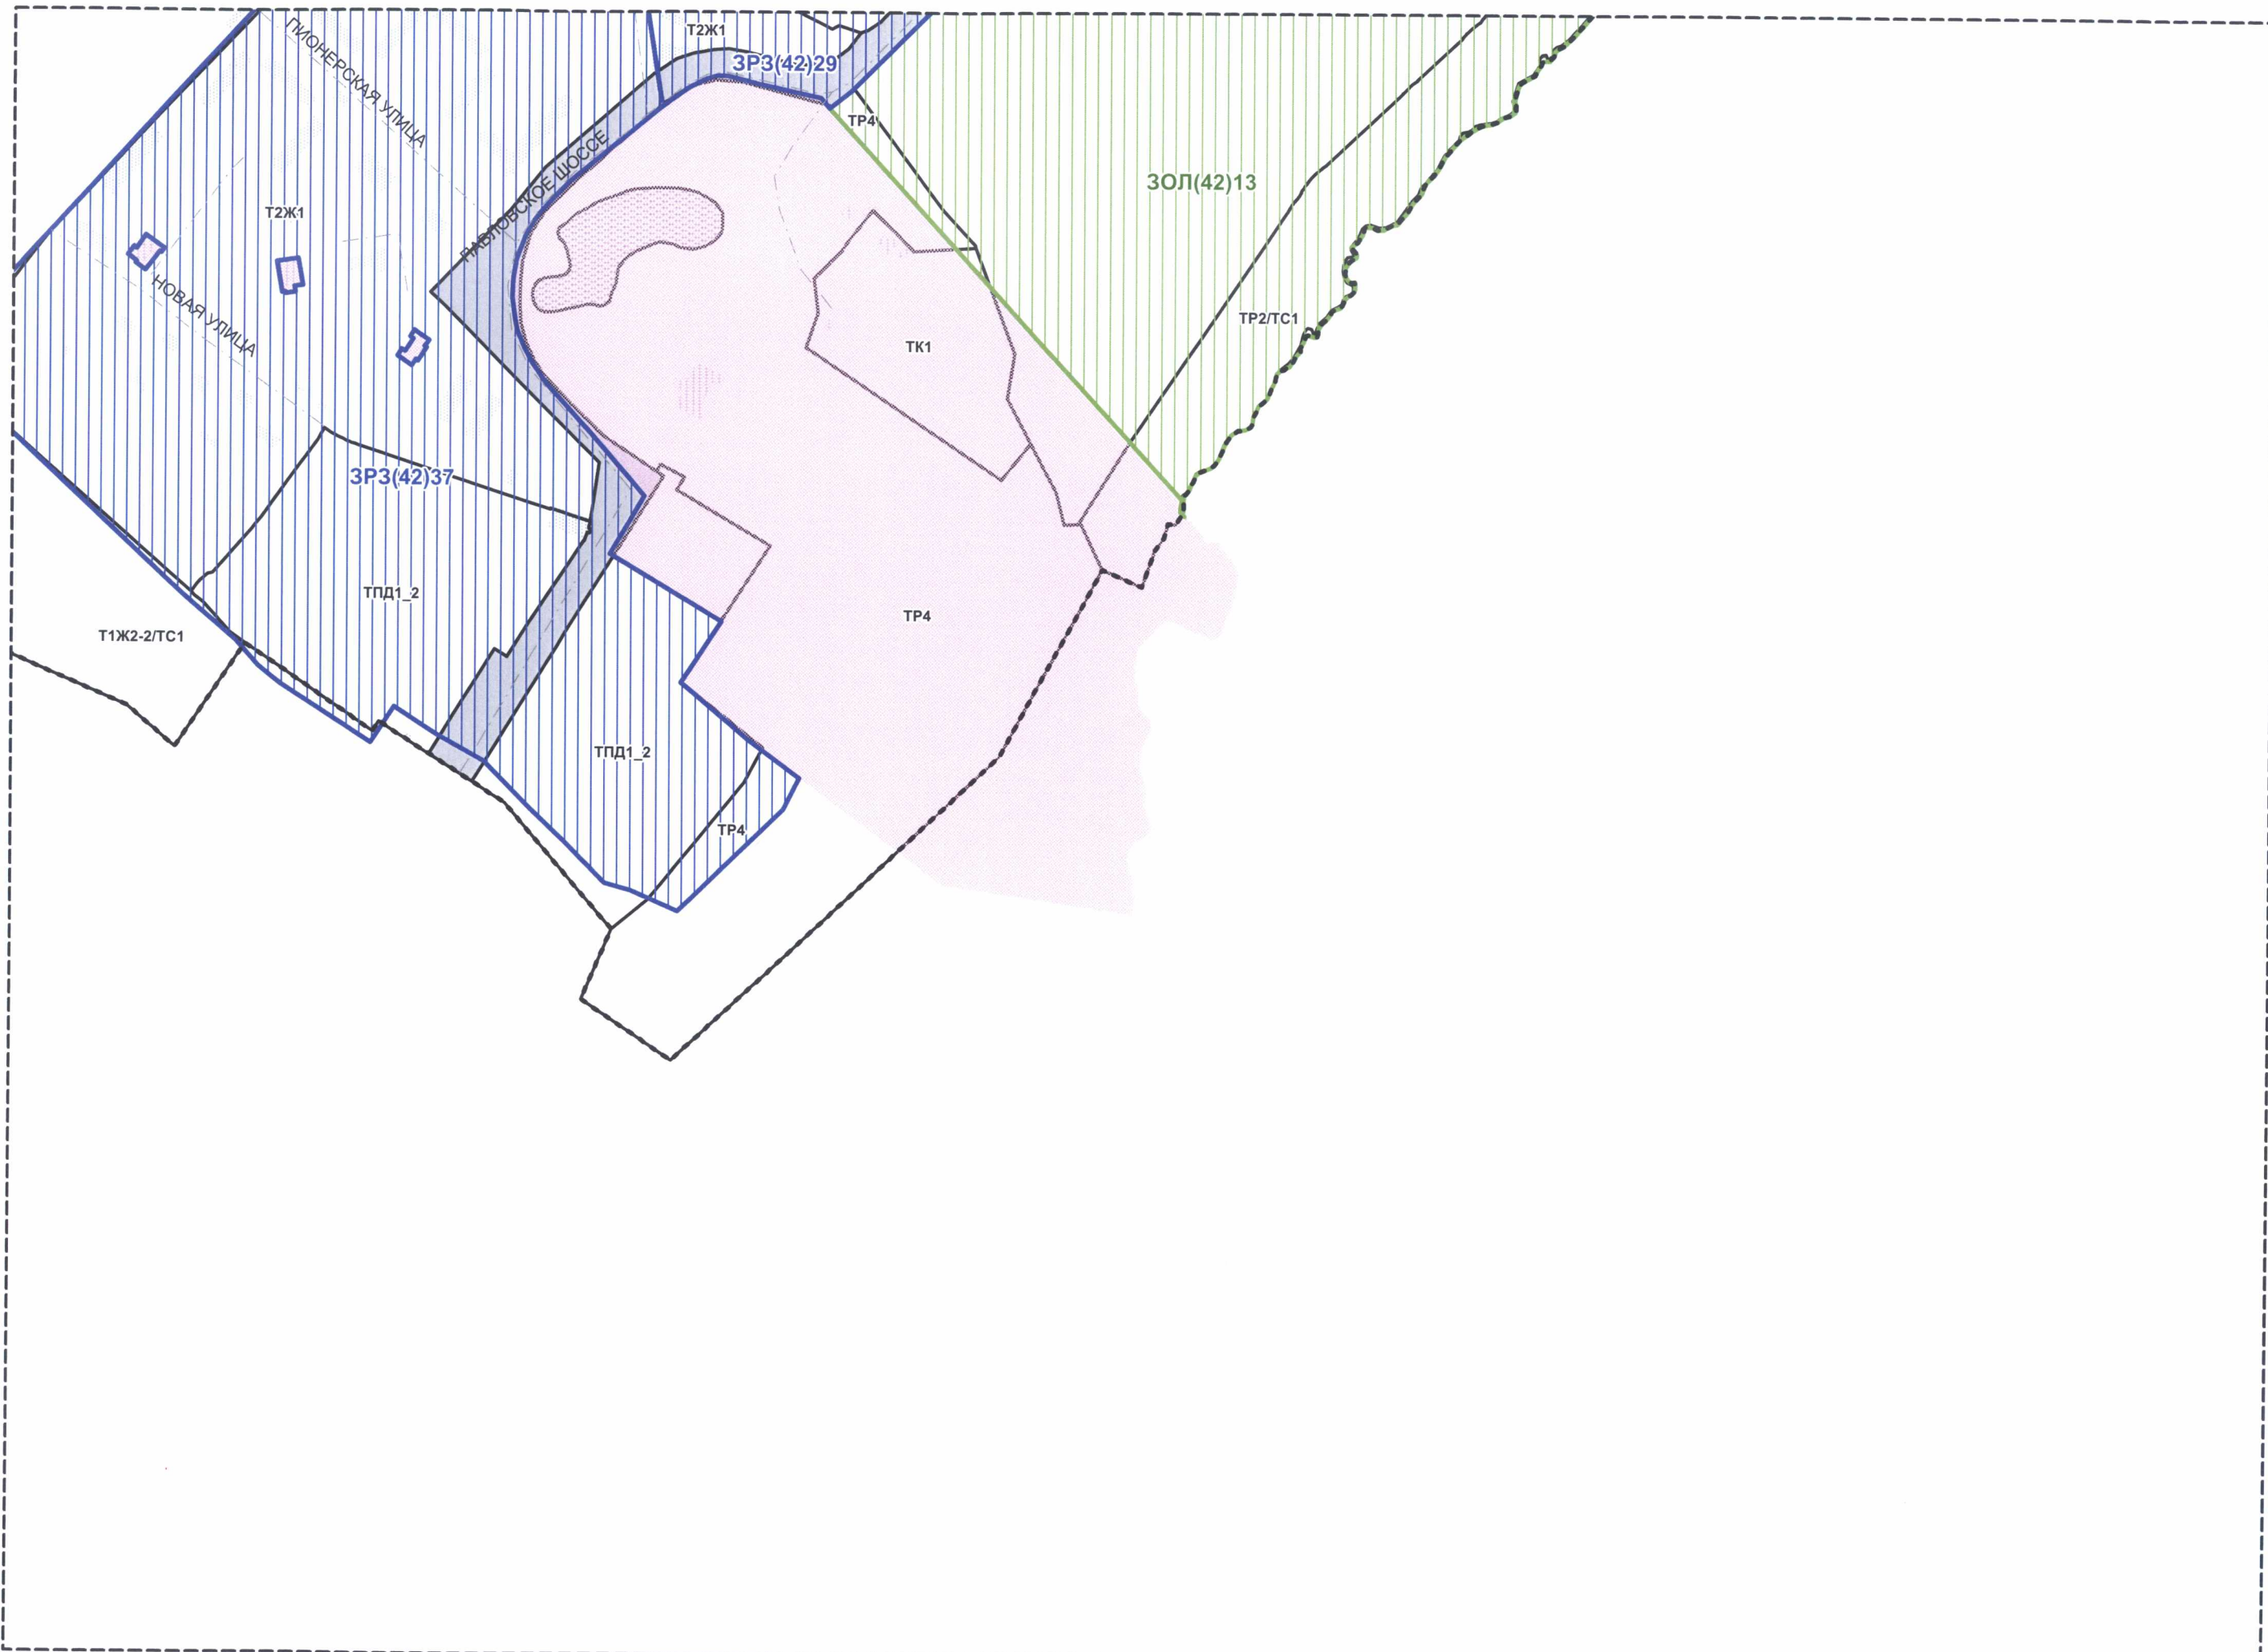 Т2Ж1
ЗРЗ(42)29
ПИОНЕРСКАЯ УЛИЦА
ТР4
ПАВЛОВСКОЕ ШОССЕ
ЗОЛ(42)13
Т2Ж1
НОВАЯ УЛИЦА
ТР2/ТС1
ТК1
ЗРЗ(42)37
ТПД1_2
ТР4
Т1Ж2-2/ТС1
ТПД1_2
ТР4